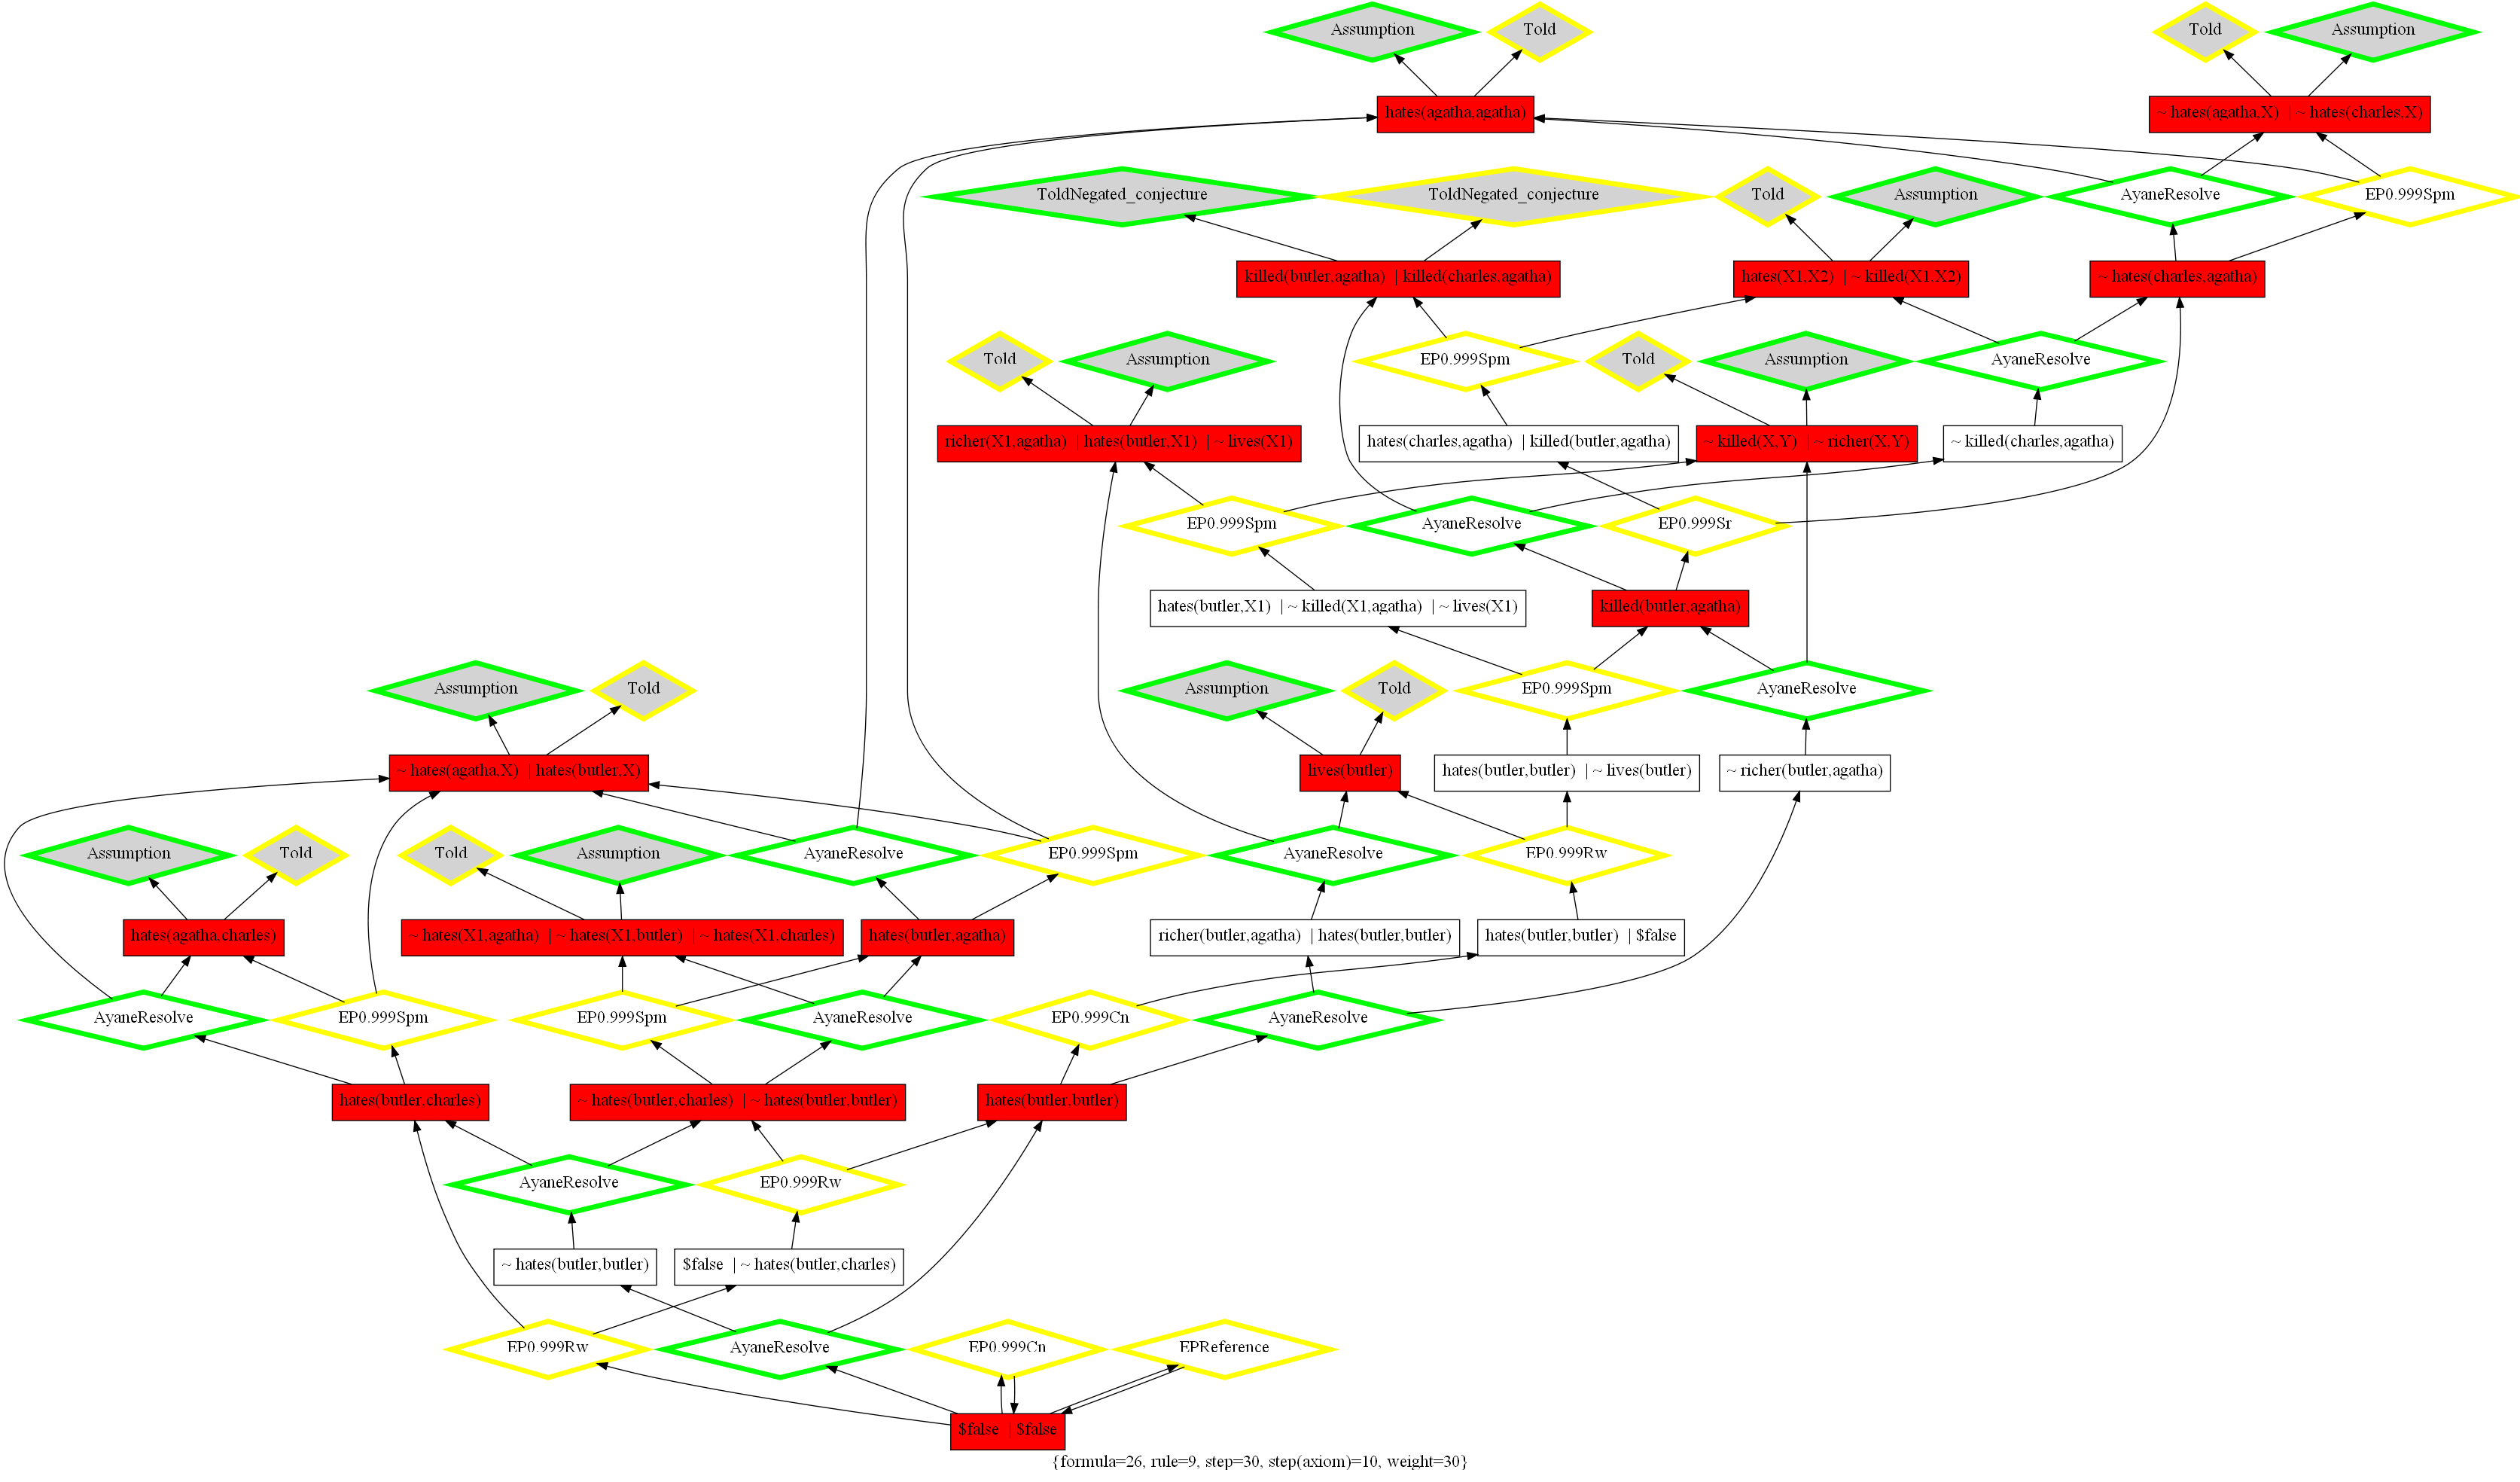 Assumption Told Told Assumption
hates(agatha,agatha) ~ hates(agatha,X) | ~ hates(charles,X)
ToldNegated_conjecture ToldNegated_conjecture Told Assumption AyaneResolve EP0.999Spm
killed(butler,agatha) | killed(charles,agatha) hates(X1,X2) | ~ killed(X1,X2) ~ hates(charles,agatha)
Told Assumption EP0.999Spm Told Assumption AyaneResolve
richer(X1,agatha) | hates(butler,X1) | ~ lives(X1) hates(charles,agatha) | killed(butler,agatha) ~ killed(X,Y) | ~ richer(X,Y) ~ killed(charles,agatha)
EP0.999Spm AyaneResolve EP0.999Sr
hates(butler,X1) | ~ killed(X1,agatha) | ~ lives(X1) killed(butler,agatha)
Assumption Told Assumption Told EP0.999Spm AyaneResolve
~ hates(agatha,X) | hates(butler,X) lives(butler) hates(butler,butler) | ~ lives(butler) ~ richer(butler,agatha)
Assumption Told Told Assumption AyaneResolve EP0.999Spm AyaneResolve EP0.999Rw
hates(agatha,charles) ~ hates(X1,agatha) | ~ hates(X1,butler) | ~ hates(X1,charles) hates(butler,agatha) richer(butler,agatha) | hates(butler,butler) hates(butler,butler) | $false
AyaneResolve EP0.999Spm EP0.999Spm AyaneResolve EP0.999Cn AyaneResolve
hates(butler,charles) ~ hates(butler,charles) | ~ hates(butler,butler) hates(butler,butler)
AyaneResolve EP0.999Rw
~ hates(butler,butler) $false | ~ hates(butler,charles)
EP0.999Rw AyaneResolve EP0.999Cn EPReference
$false | $false
{formula=26, rule=9, step=30, step(axiom)=10, weight=30}